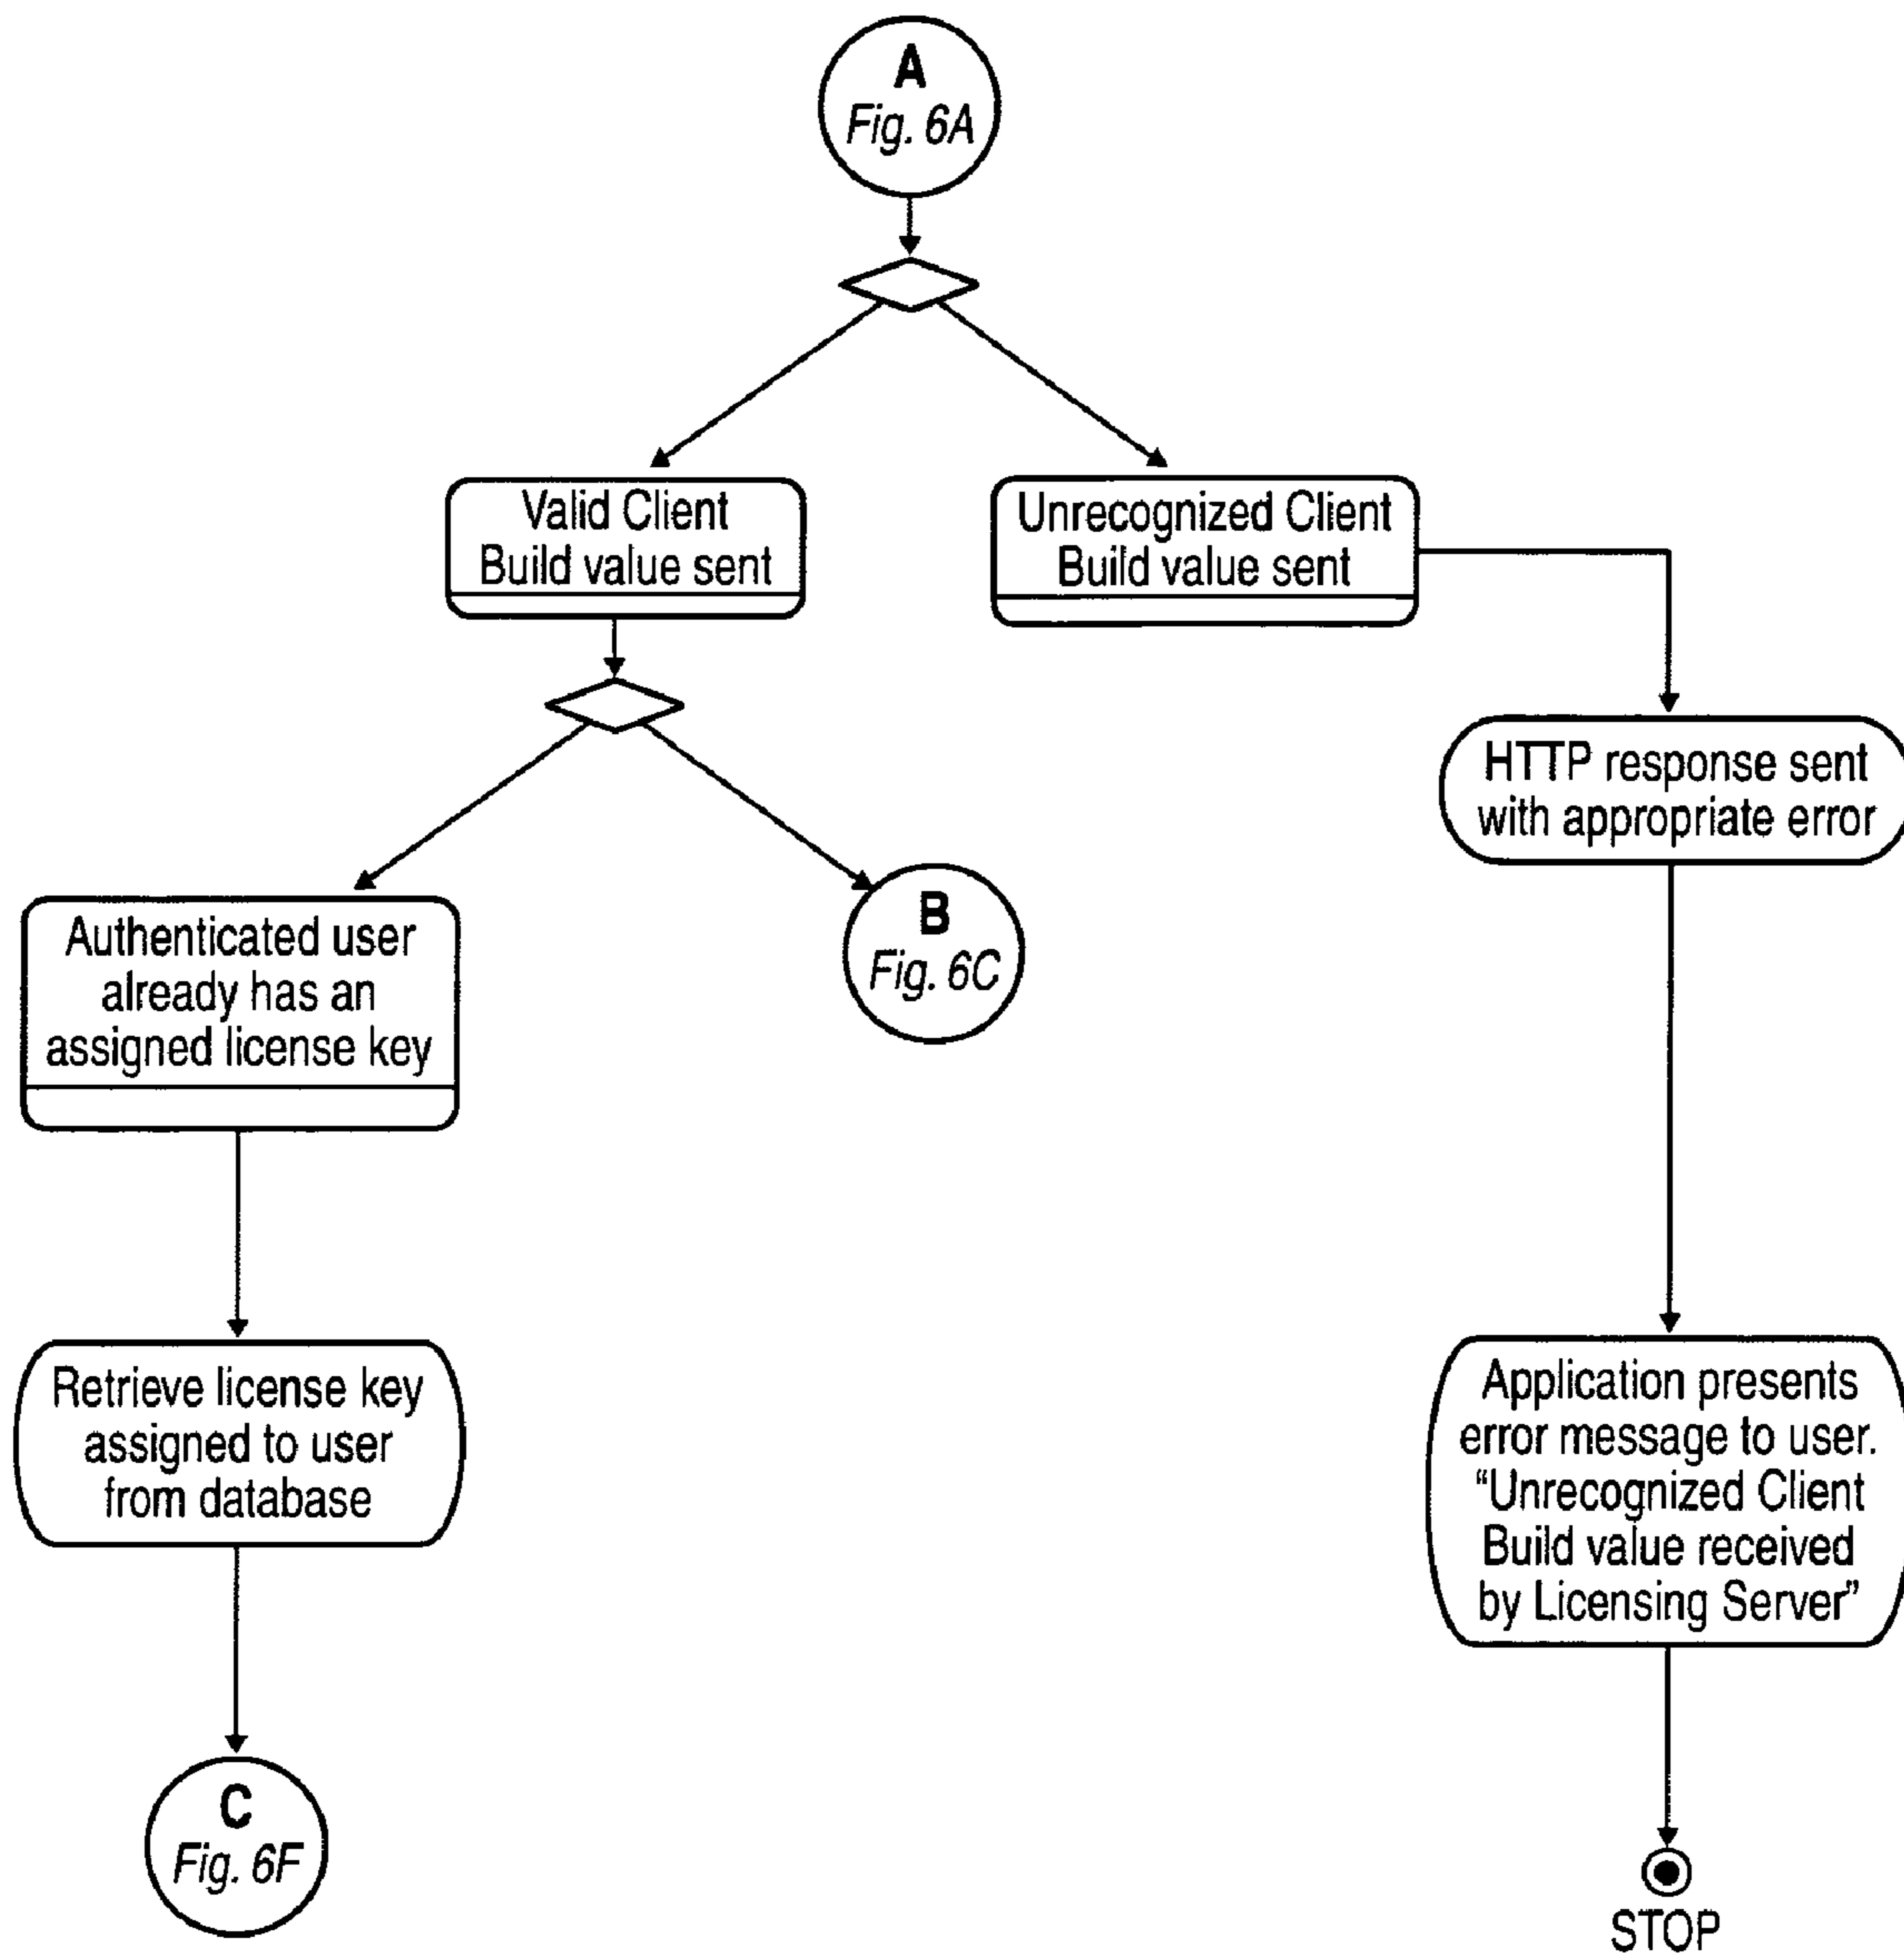 A
Fig. 6A
Valid Client
Build value sent
Unrecognized Client
Build value sent
HTTP response sent
with appropriate error
Authenticated user
already has an
assigned license key
B
Fig. 6C
Retrieve license key
assigned to user
from database
Application presents
error message to user.
“Unrecognized Client
Build value received
by Licensing Server”
C
Fig. 6F
STOP